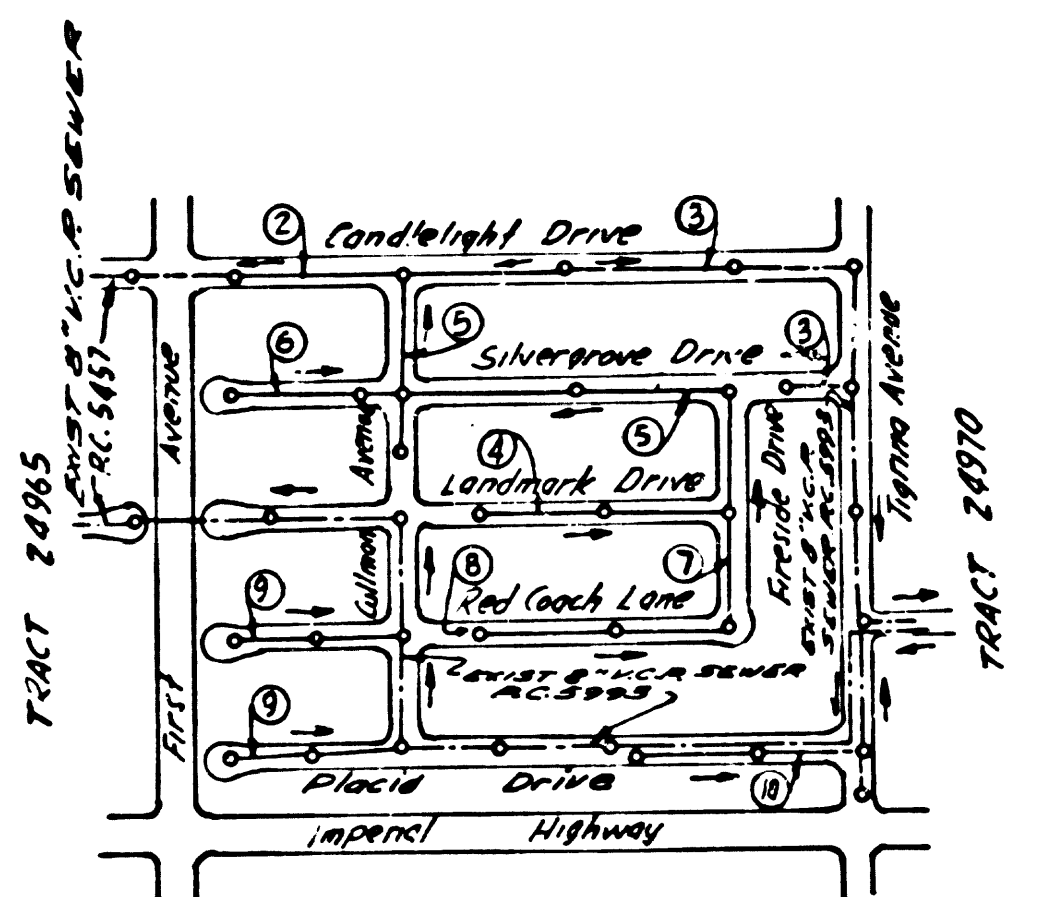 EXIST 8" V.C.P. SEWER
P.C. 5457
TRACT 24965
2
Candlelight Drive
3
5
6
Silvergrove Drive
3
Avenue
First
Tigrina Avenue
Avenue
Cullman
5
4
Landmark Drive
Fireside Drive
EXIST 8" V.C.P.
SEWER P.C. 5993
TRACT 24970
7
8
Red Coach Lane
9
EXIST 8" V.C.P. SEWER
P.C. 5993
9
Placid Drive
10
Imperial Highway